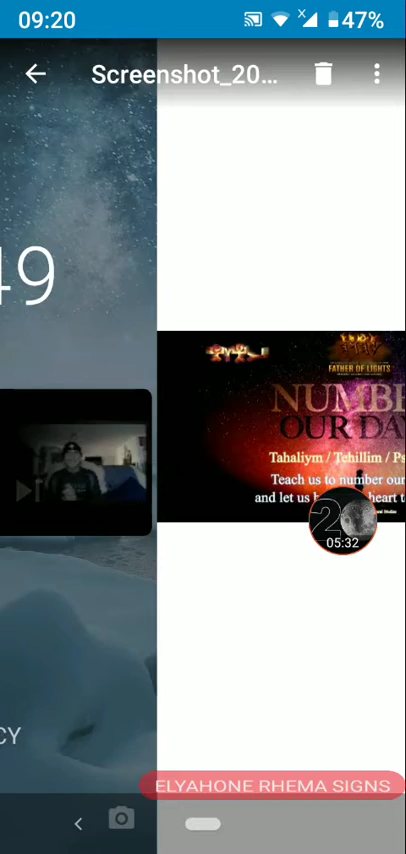 09:20
47%
Screenshot_20...
49
FATHER OF LIGHTS
NUMBE
OUR DA
Tahaliym / Tehillim / Ps
Teach us to number our
and let us heart t
20
05:32
CY
ELYAHONE RHEMA SIGNS